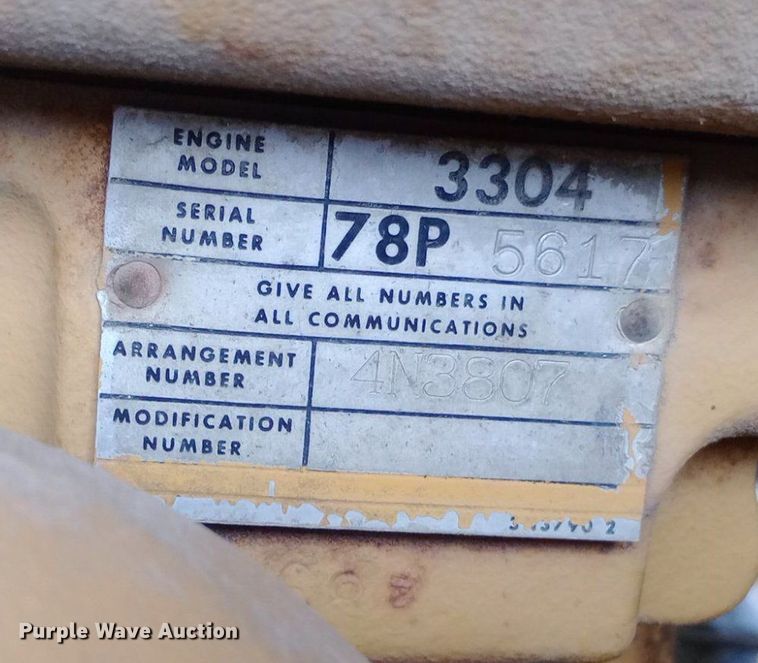 ENGINE
MODEL 3304
SERIAL
NUMBER 78P 5617
GIVE ALL NUMBERS IN
ALL COMMUNICATIONS
ARRANGEMENT
NUMBER 4N3807
MODIFICATION
NUMBER
2
Purple Wave Auction